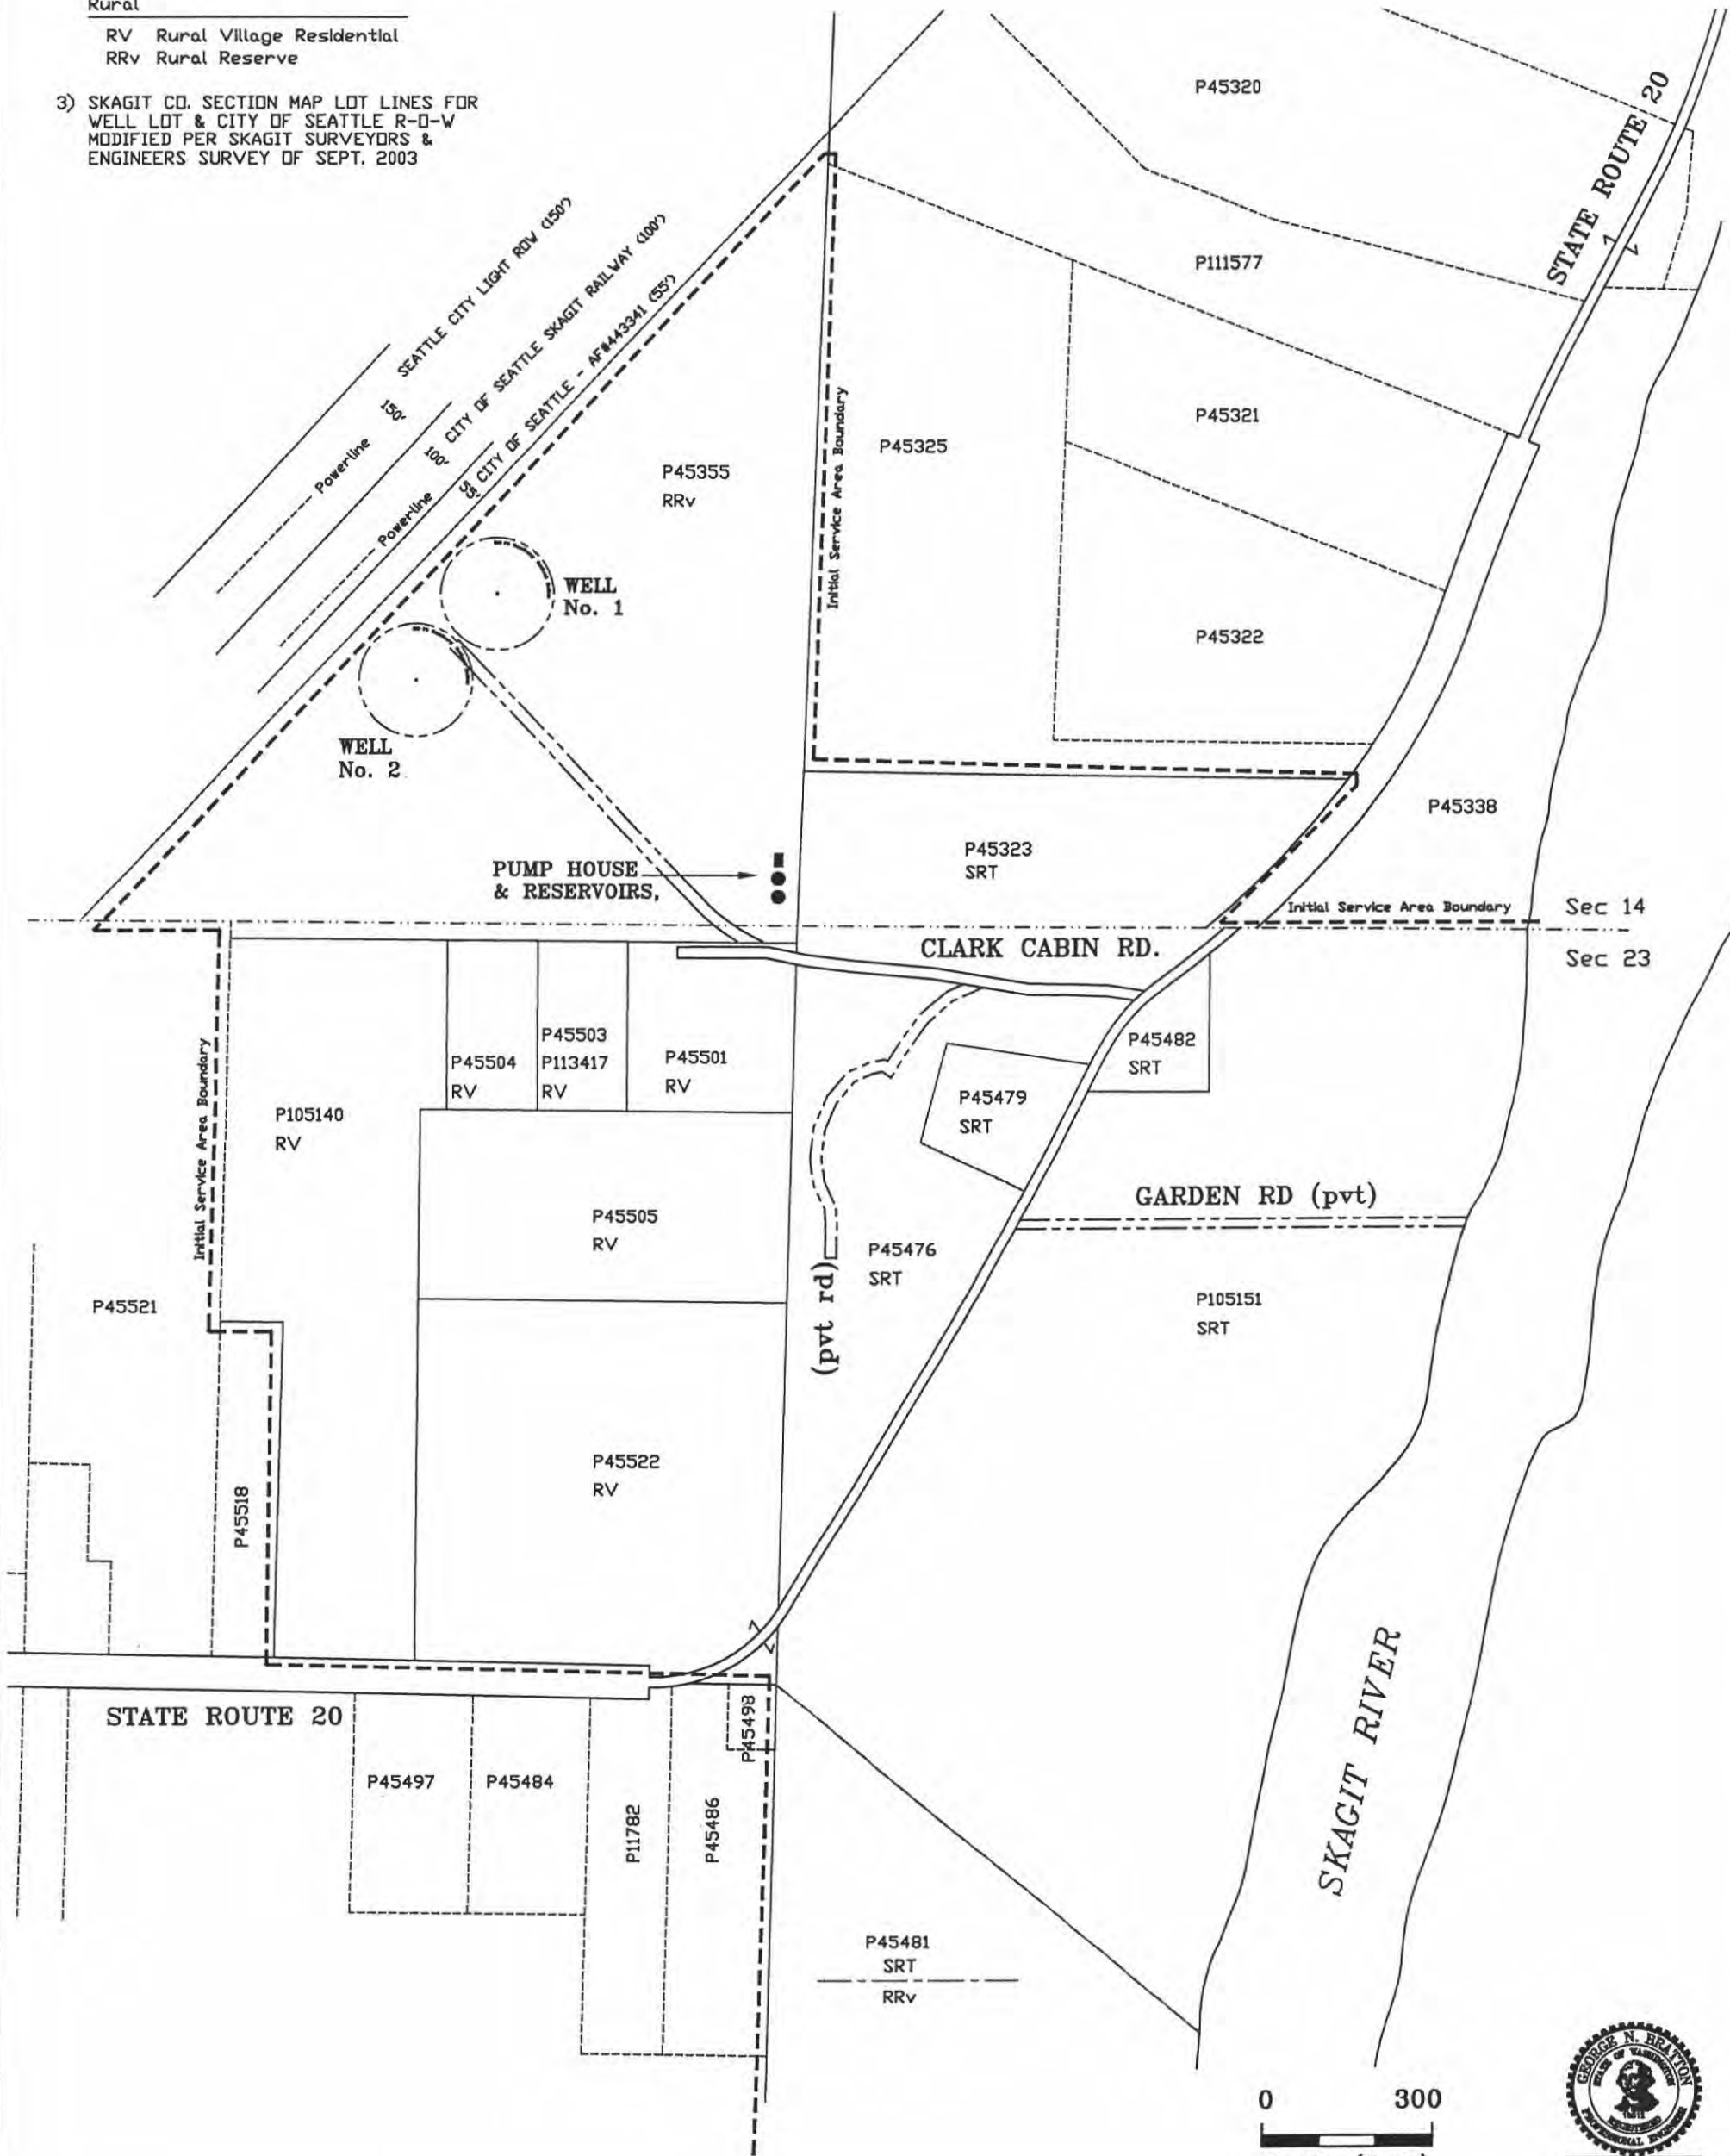 Rural
RV Rural Village Residential
RRv Rural Reserve
3) SKAGIT CO. SECTION MAP LOT LINES FOR
WELL LOT & CITY OF SEATTLE R-O-W
MODIFIED PER SKAGIT SURVEYORS &
ENGINEERS SURVEY OF SEPT. 2003
P45320
STATE ROUTE 20
P111577
SEATTLE CITY LIGHT ROW (150')
150'
Powerline
CITY OF SEATTLE SKAGIT RAILWAY (100')
100'
Powerline
CITY OF SEATTLE - AF#443341 (55')
55'
P45321
P45325
P45355
RRv
Initial Service Area Boundary
WELL
No. 1
P45322
WELL
No. 2
P45338
P45323
SRT
PUMP HOUSE
& RESERVOIRS,
Initial Service Area Boundary
Sec 14
CLARK CABIN RD.
Sec 23
P45503
P45504
P113417
P45501
RV
RV
RV
P45482
SRT
P45479
SRT
P105140
RV
Initial Service Area Boundary
GARDEN RD (pvt)
P45505
RV
P45476
SRT
P45521
(pvt rd)
P105151
SRT
P45522
RV
P45518
STATE ROUTE 20
P45498
P45497
P45484
P11782
P45486
SKAGIT RIVER
P45481
SRT
RRv
0 300
GEORGE N. BRATTON
STATE OF WASHINGTON
REGISTERED
PROFESSIONAL ENGINEER